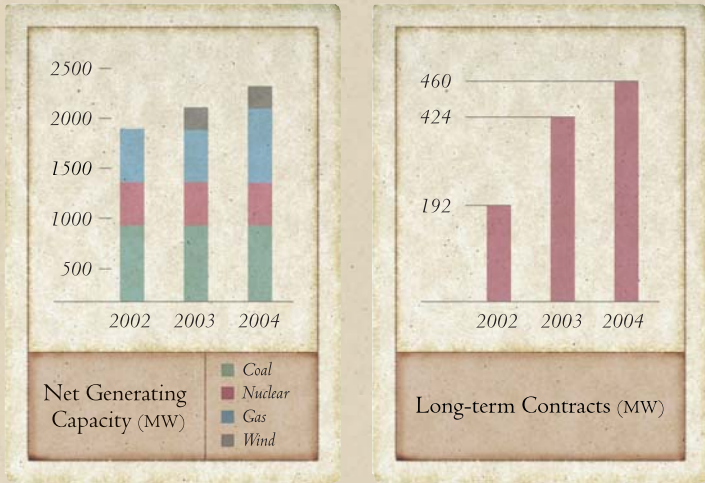 2500
2000
1500
1000
500
2002 2003 2004
Net Generating
Capacity (MW)
Coal
Nuclear
Gas
Wind
460
424
192
2002 2003 2004
Long-term Contracts (MW)